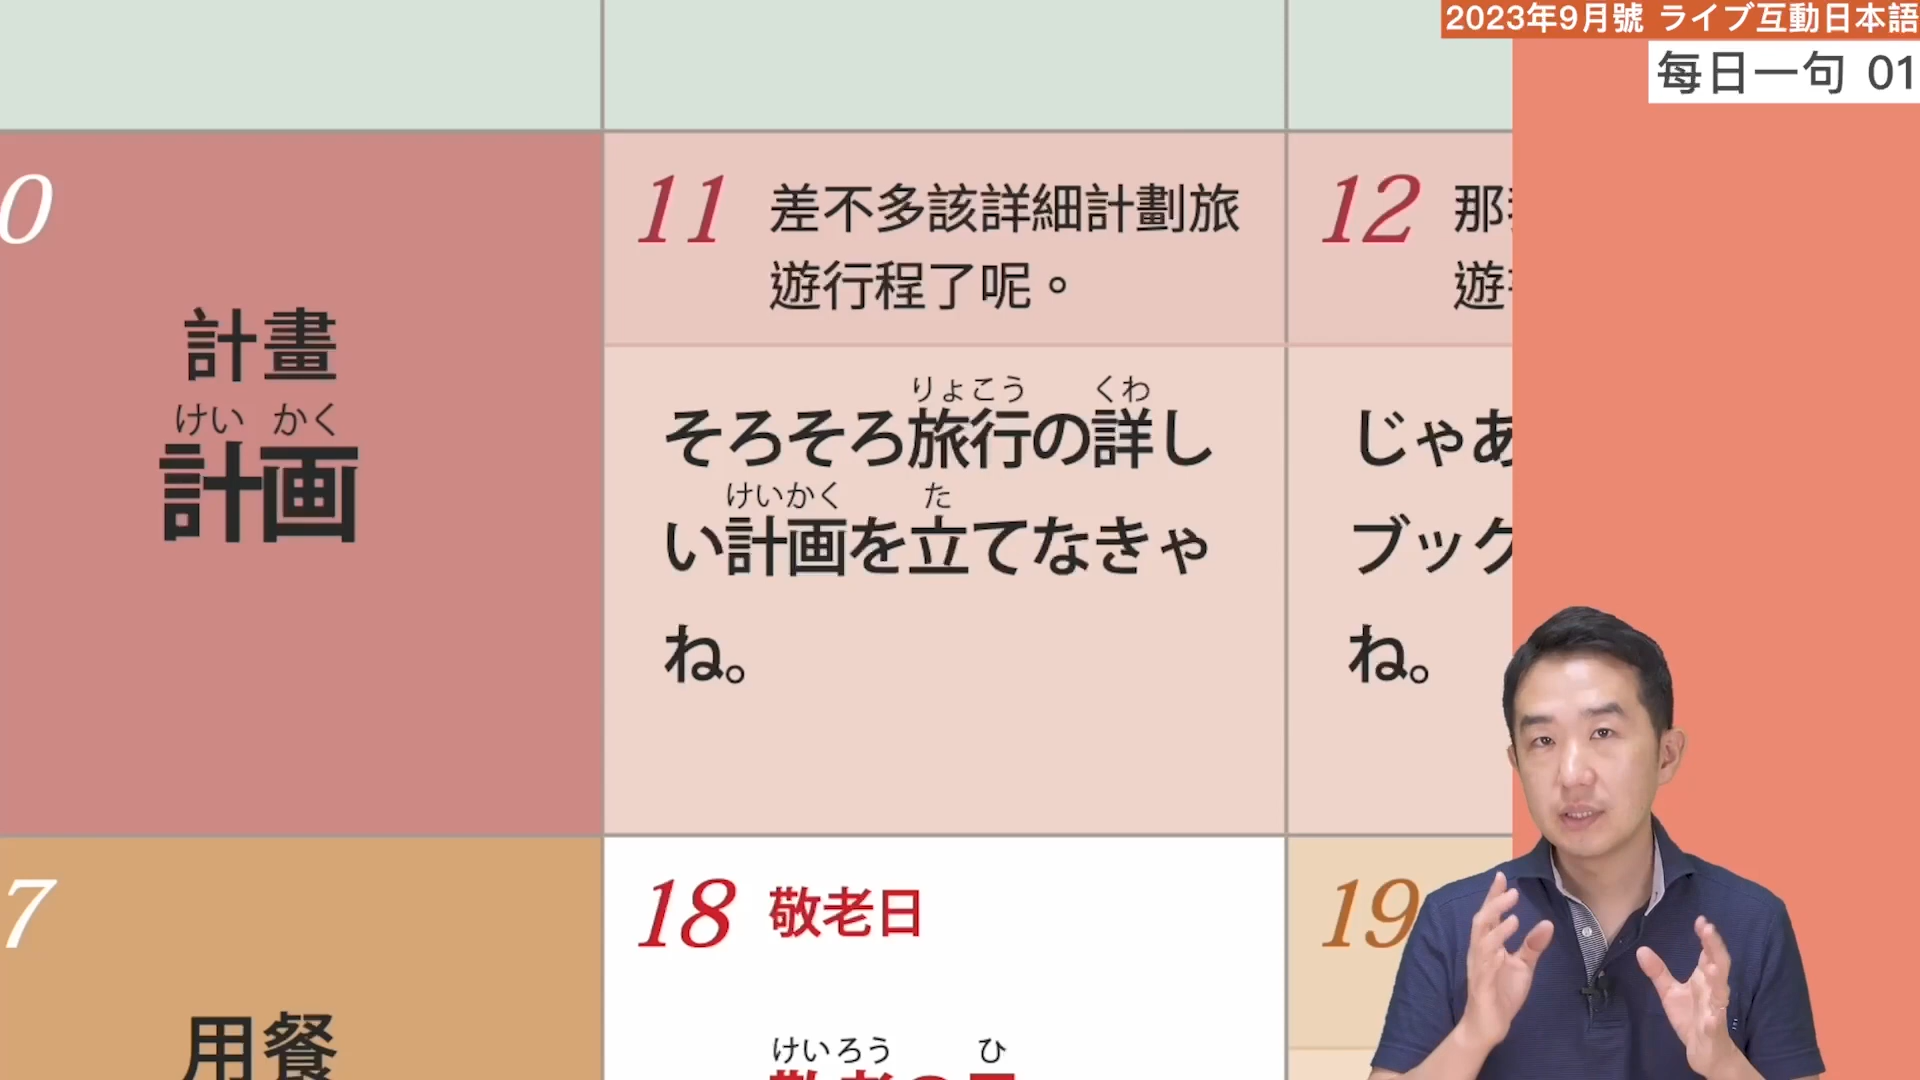 2023年9月號 ライブ互動日本語
每日一句 01
0
計畫
けい かく
計画
11 差不多該詳細計劃旅
遊行程了呢。
りょこう くわ
そろそろ旅行の詳し
けいかく た
い計画を立てなきゃ
ね。
12 那
遊
じゃあ
ブック
ね。
7
用餐
18 敬老日
けいろう ひ
敬老の日
19